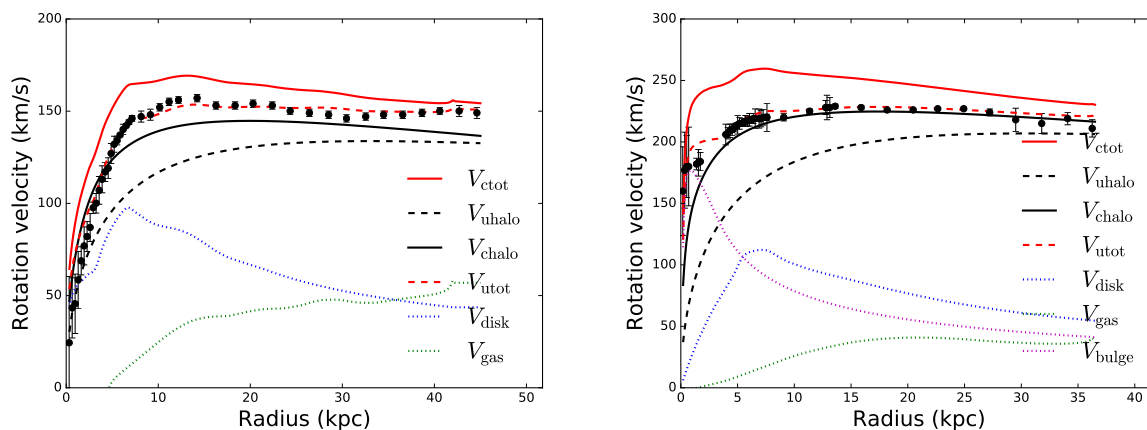 200
150
100
50
0
Rotation velocity (km/s)
0 10 20 30 40 50
Radius (kpc)
V_ctot
V_uhalo
V_chalo
V_utot
V_disk
V_gas
300
250
200
150
100
50
0
Rotation velocity (km/s)
0 5 10 15 20 25 30 35 40
Radius (kpc)
V_ctot
V_uhalo
V_chalo
V_utot
V_disk
V_gas
V_bulge